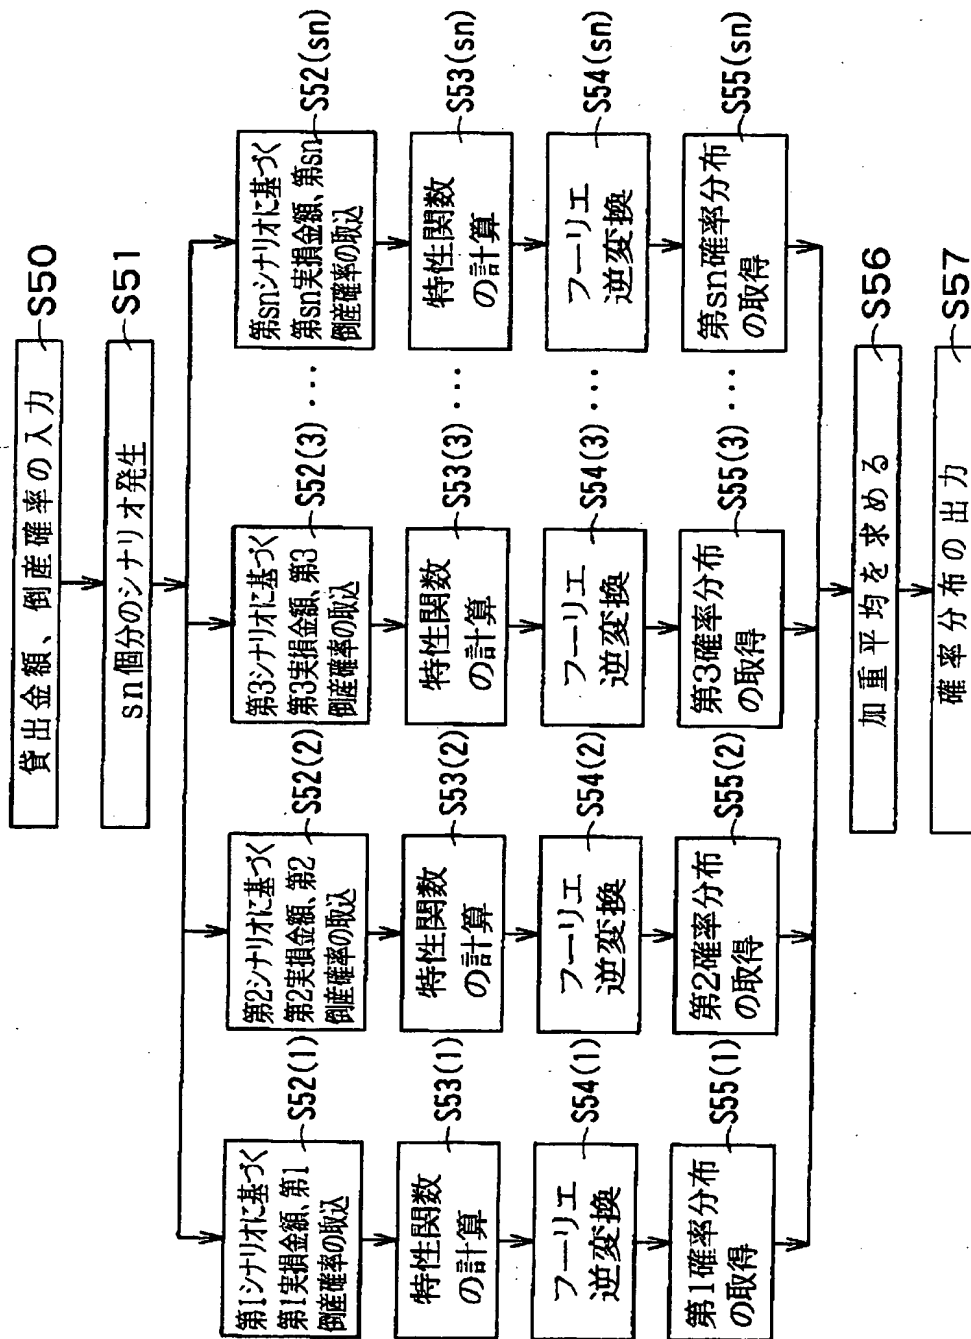 貸出金額、倒産確率の入力
S50
sn個分のシナリオ発生
S51
第1シナリオに基づく
第1実損金額、第1
倒産確率の取込
S52(1)
第2シナリオに基づく
第2実損金額、第2
倒産確率の取込
S52(2)
第3シナリオに基づく
第3実損金額、第3
倒産確率の取込
S52(3)
...
第snシナリオに基づく
第sn実損金額、第sn
倒産確率の取込
S52(sn)
特性関数
の計算
S53(1)
特性関数
の計算
S53(2)
特性関数
の計算
S53(3)
...
特性関数
の計算
S53(sn)
フーリエ
逆変換
S54(1)
フーリエ
逆変換
S54(2)
フーリエ
逆変換
S54(3)
...
フーリエ
逆変換
S54(sn)
第1確率分布
の取得
S55(1)
第2確率分布
の取得
S55(2)
第3確率分布
の取得
S55(3)
...
第sn確率分布
の取得
S55(sn)
加重平均を求める
S56
確率分布の出力
S57